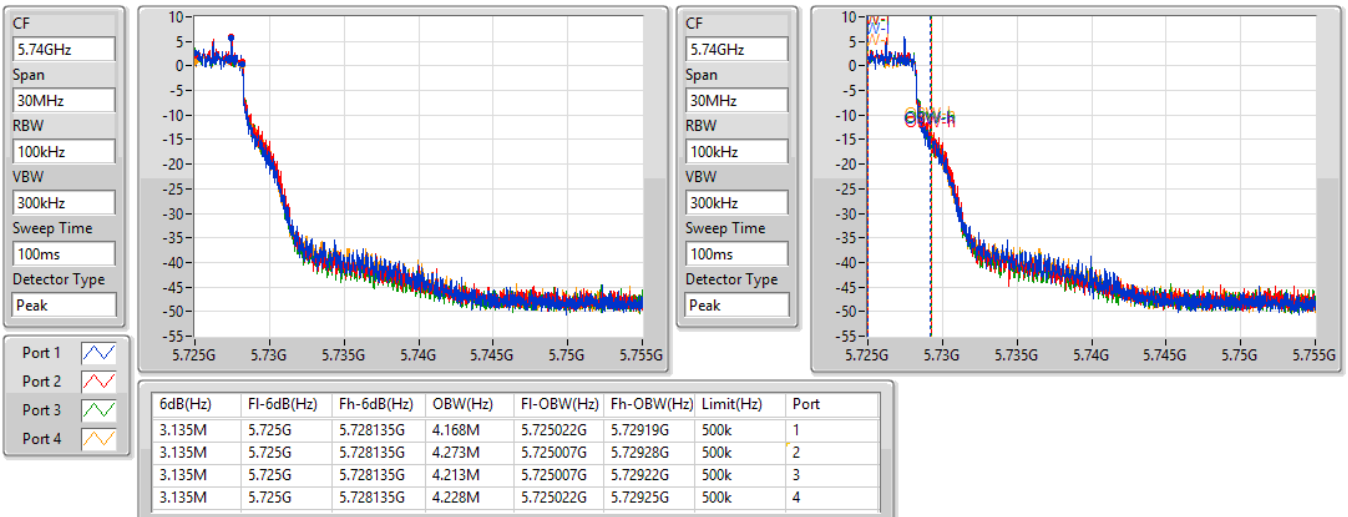 CF
5.74GHz
Span
30MHz
RBW
100kHz
VBW
300kHz
Sweep Time
100ms
Detector Type
Peak
10
5
0
-5
-10
-15
-20
-25
-30
-35
-40
-45
-50
-55
5.725G 5.73G 5.735G 5.74G 5.745G 5.75G 5.755G
CF
5.74GHz
Span
30MHz
RBW
100kHz
VBW
300kHz
Sweep Time
100ms
Detector Type
Peak
10
5
0
-5
-10
-15
-20
-25
-30
-35
-40
-45
-50
-55
5.725G 5.73G 5.735G 5.74G 5.745G 5.75G 5.755G
Port 1
Port 2
Port 3
Port 4
6dB(Hz) Fl-6dB(Hz) Fh-6dB(Hz) OBW(Hz) Fl-OBW(Hz) Fh-OBW(Hz) Limit(Hz) Port
3.135M 5.725G 5.728135G 4.168M 5.725022G 5.72919G 500k 1
3.135M 5.725G 5.728135G 4.273M 5.725007G 5.72928G 500k 2
3.135M 5.725G 5.728135G 4.213M 5.725007G 5.72922G 500k 3
3.135M 5.725G 5.728135G 4.228M 5.725022G 5.72925G 500k 4